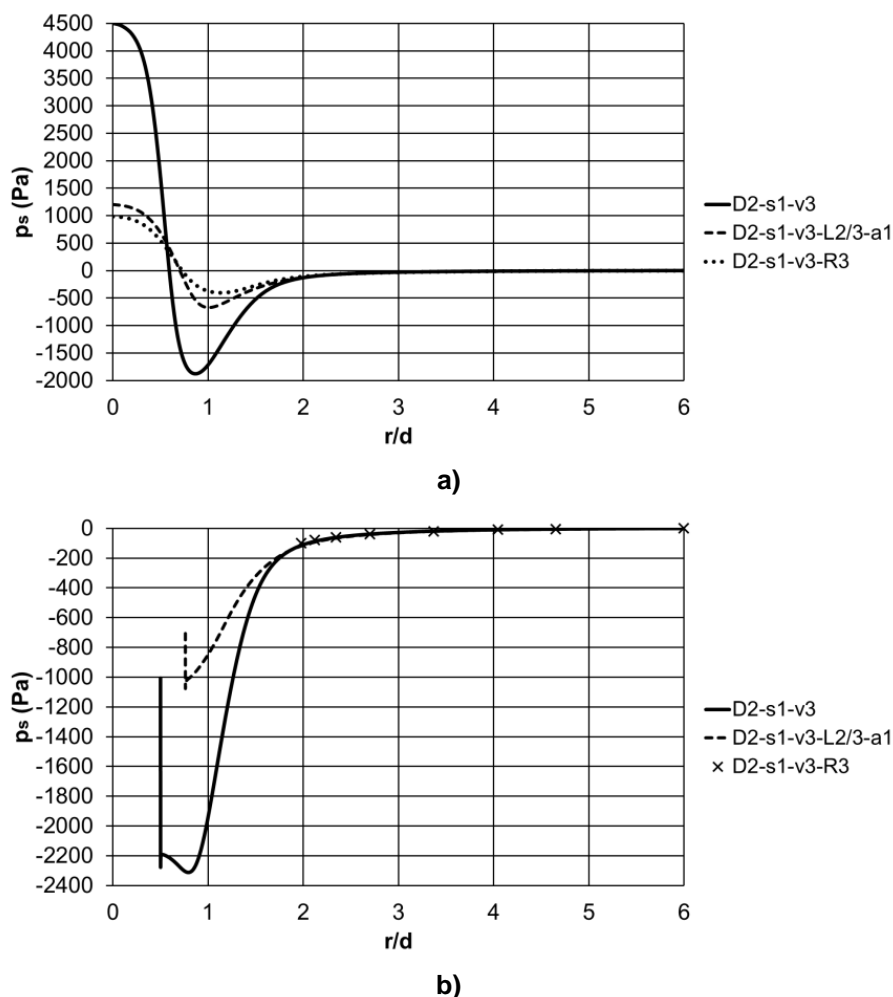 4500
4000
3500
3000
2500
2000
1500
1000
500
0
-500
-1000
-1500
-2000
ps (Pa)
0 1 2 3 4 5 6
r/d
D2-s1-v3
D2-s1-v3-L2/3-a1
D2-s1-v3-R3
a)
0
-200
-400
-600
-800
-1000
-1200
-1400
-1600
-1800
-2000
-2200
-2400
ps (Pa)
0 1 2 3 4 5 6
r/d
D2-s1-v3
D2-s1-v3-L2/3-a1
D2-s1-v3-R3
b)